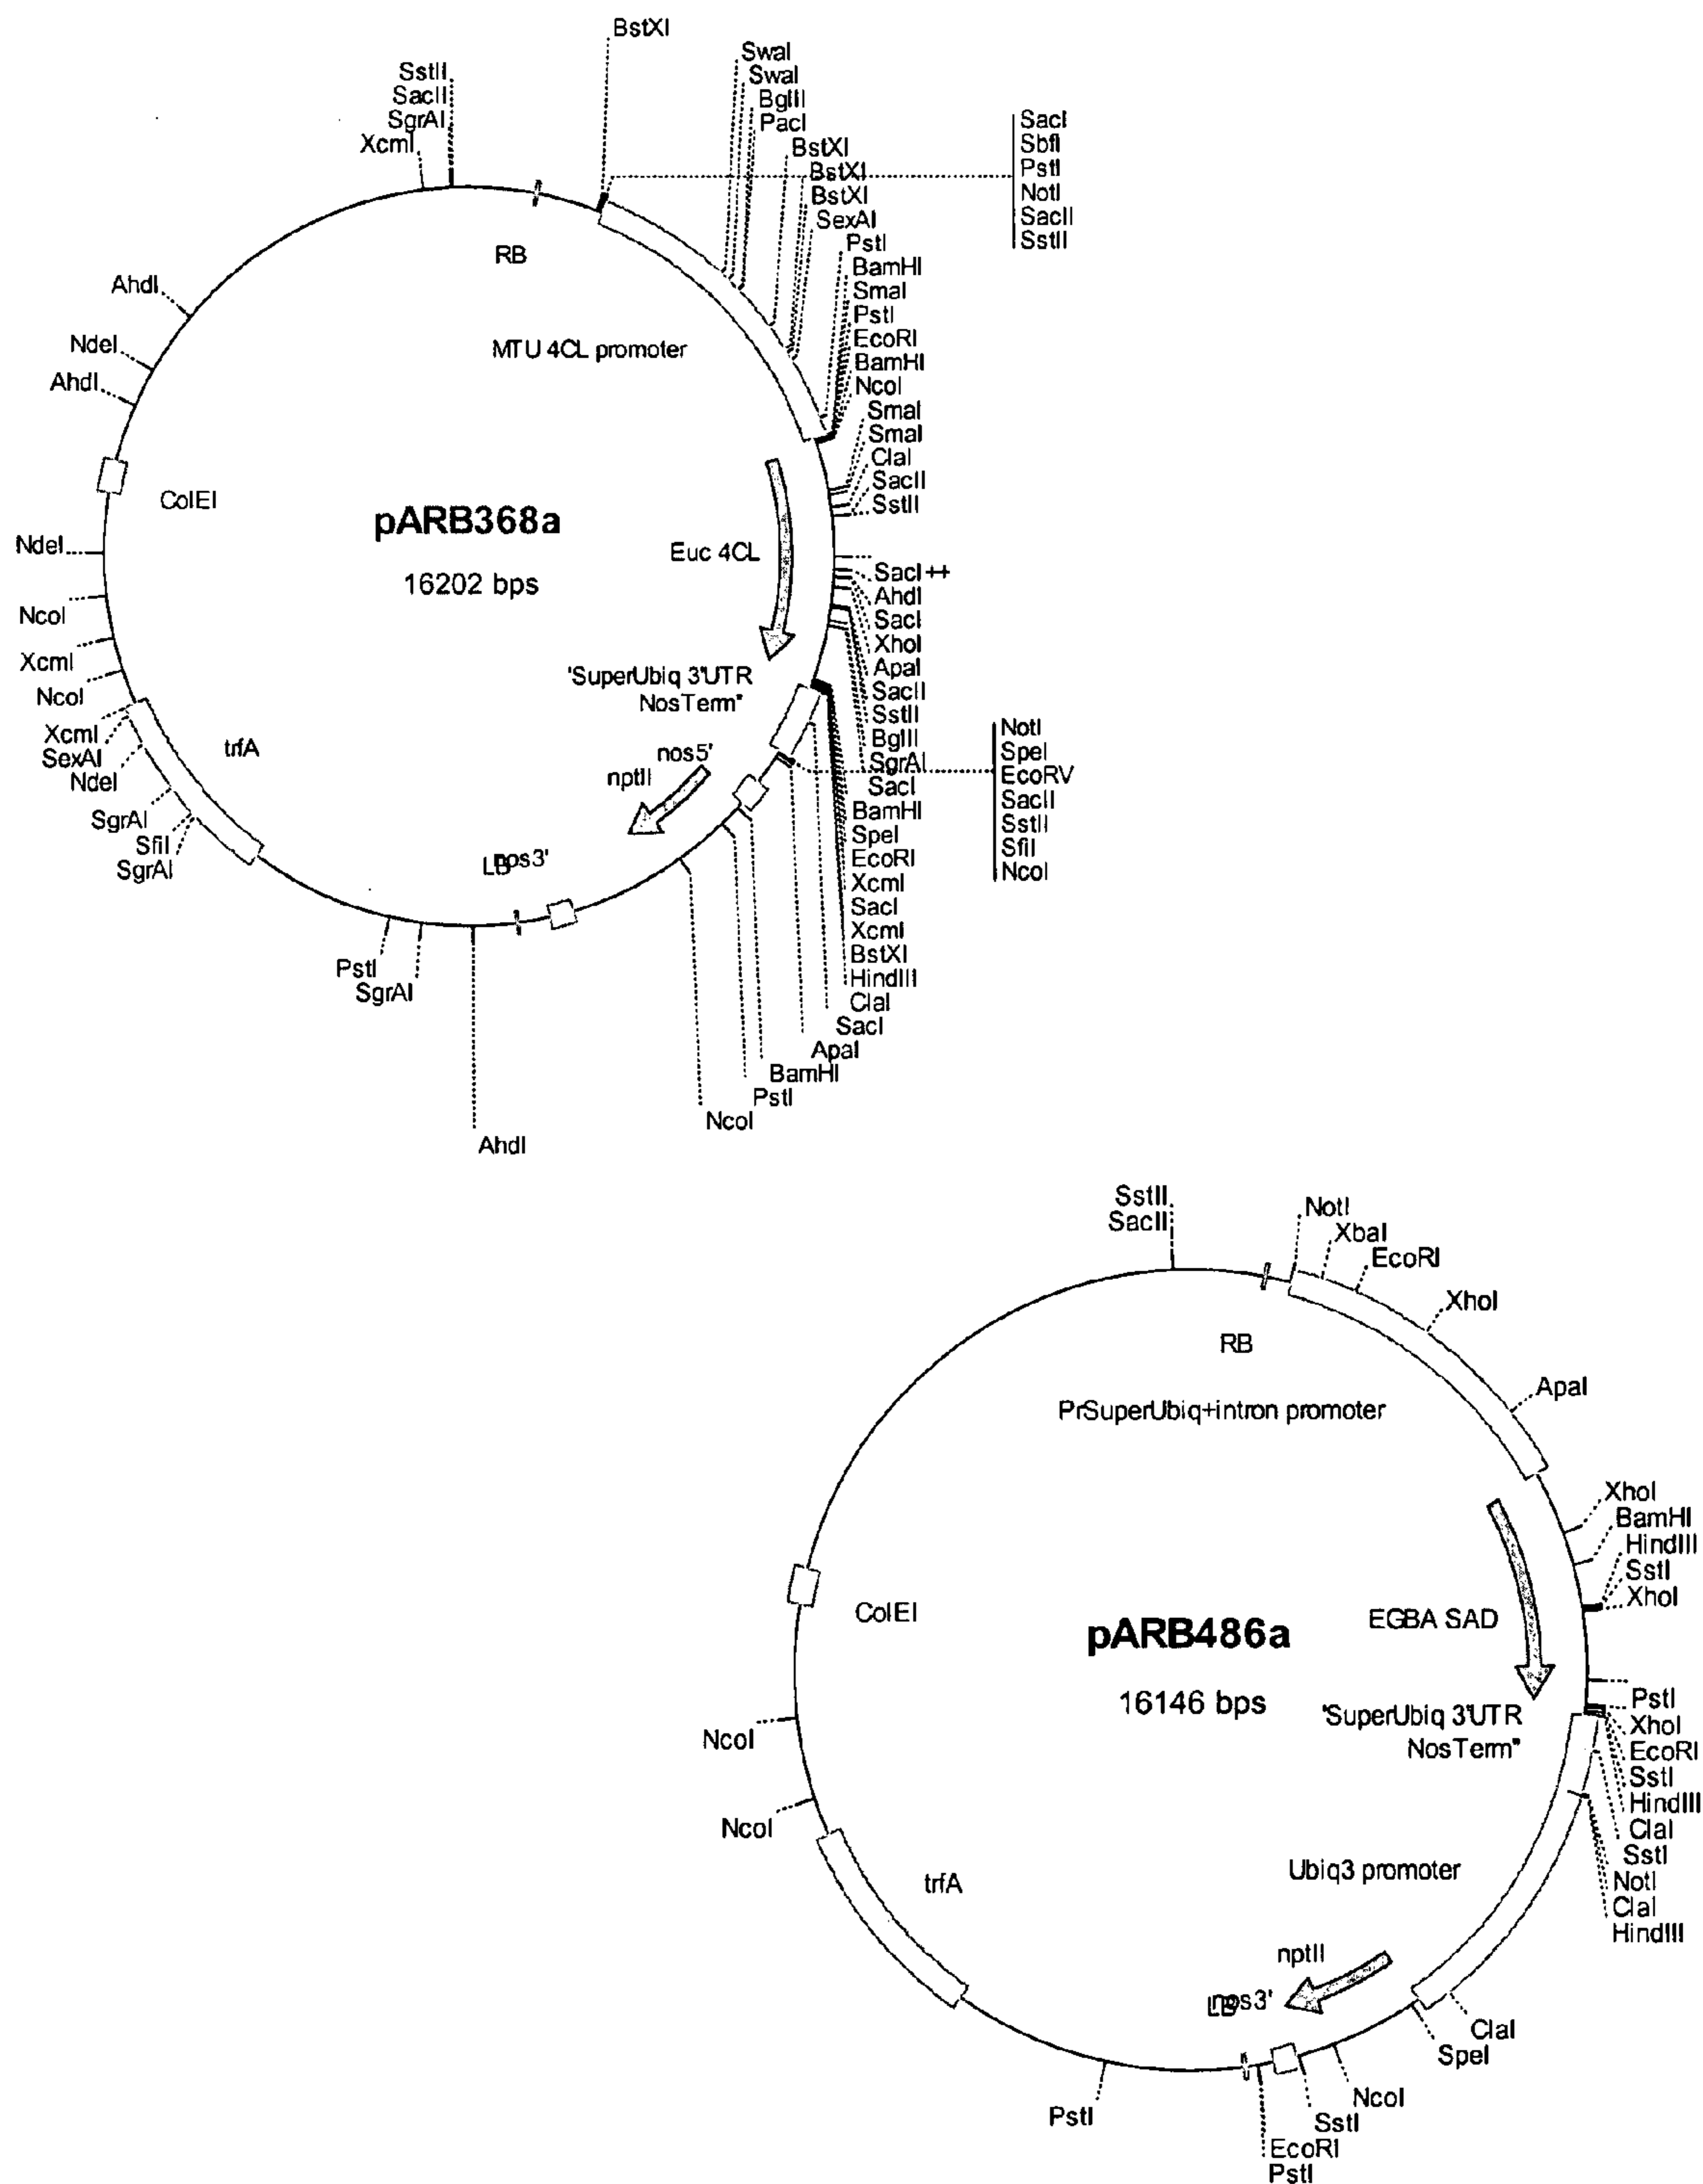 BstXI
SwaI
SwaI
BglII
PacI
BstXI
BstXI
BstXI
SexAI
PstI
BamHI
SmaI
PstI
EcoRI
BamHI
NcoI
SmaI
SmaI
ClaI
SacII
SstII
SacI
SbfI
PstI
NotI
SacII
SstII
SstII
SacII
SgrAI
XcmI
RB
MTU 4CL promoter
AhdI
NdeI
AhdI
ColEI
pARB368a
16202 bps
Euc 4CL
NdeI
NcoI
XcmI
NcoI
XcmI
SexAI
NdeI
SgrAI
SfiI
SgrAI
trfA
'SuperUbiq 3'UTR
NosTerm"
nos5'
nptII
LB
nos3'
SacI++
AhdI
SacI
XhoI
ApaI
SacII
SstII
BglII
SgrAI
SacI
BamHI
SpeI
EcoRI
XcmI
SacI
XcmI
BstXI
HindIII
ClaI
SacI
ApaI
BamHI
PstI
NcoI
NotI
SpeI
EcoRV
SacII
SstII
SfiI
NcoI
PstI
SgrAI
AhdI
SstII
SacII
NotI
XbaI
EcoRI
XhoI
ApaI
RB
PrSuperUbiq+intron promoter
XhoI
BamHI
HindIII
SstI
XhoI
ColEI
EGBA SAD
pARB486a
16146 bps
'SuperUbiq 3'UTR
NosTerm"
PstI
XhoI
EcoRI
SstI
HindIII
ClaI
SstI
NotI
ClaI
HindIII
NcoI
NcoI
trfA
Ubiq3 promoter
nptII
LB
nos3'
ClaI
SpeI
NcoI
SstI
EcoRI
PstI
PstI